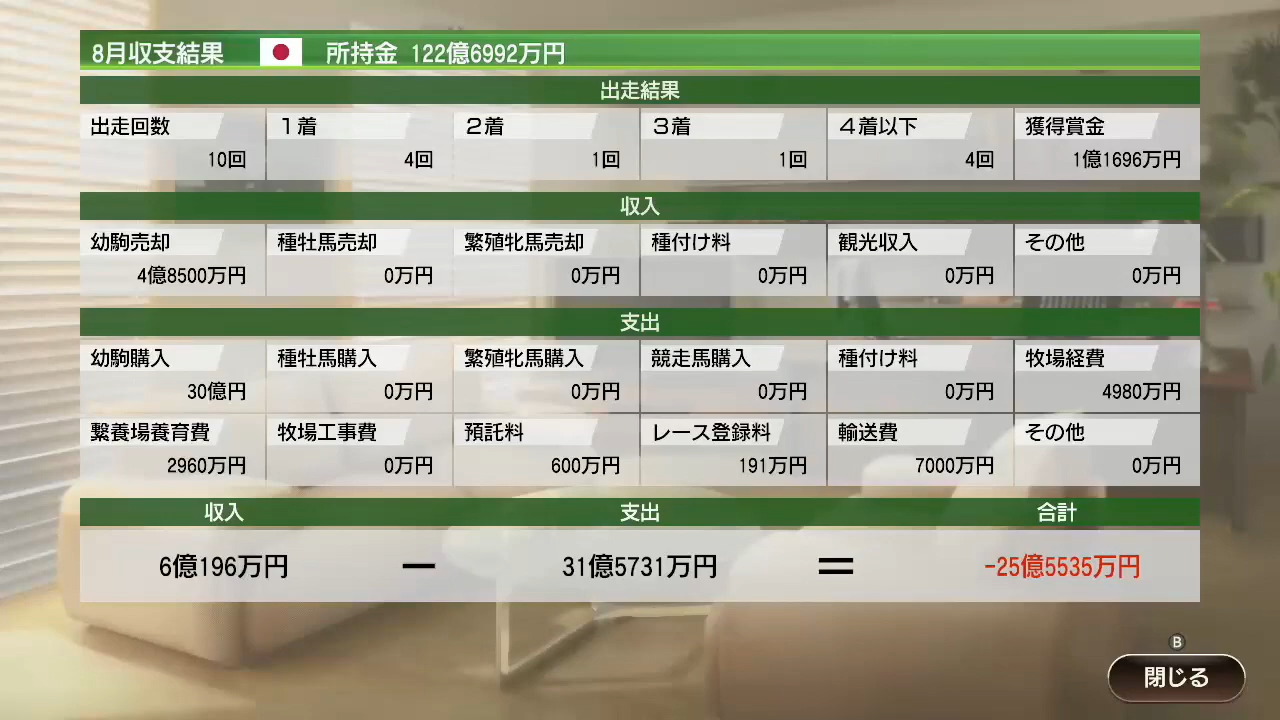 8月収支結果 所持金 122億6992万円
出走結果
出走回数 1着 2着 3着 4着以下 獲得賞金
10回 4回 1回 1回 4回 1億1696万円
収入
幼駒売却 種牡馬売却 繁殖牝馬売却 種付け料 観光収入 その他
4億8500万円 0万円 0万円 0万円 0万円 0万円
支出
幼駒購入 種牡馬購入 繁殖牝馬購入 競走馬購入 種付け料 牧場経費
30億円 0万円 0万円 0万円 0万円 4980万円
繋養場養育費 牧場工事費 預託料 レース登録料 輸送費 その他
2960万円 0万円 600万円 191万円 7000万円 0万円
収入 支出 合計
6億196万円 － 31億5731万円 ＝ -25億5535万円
B
閉じる